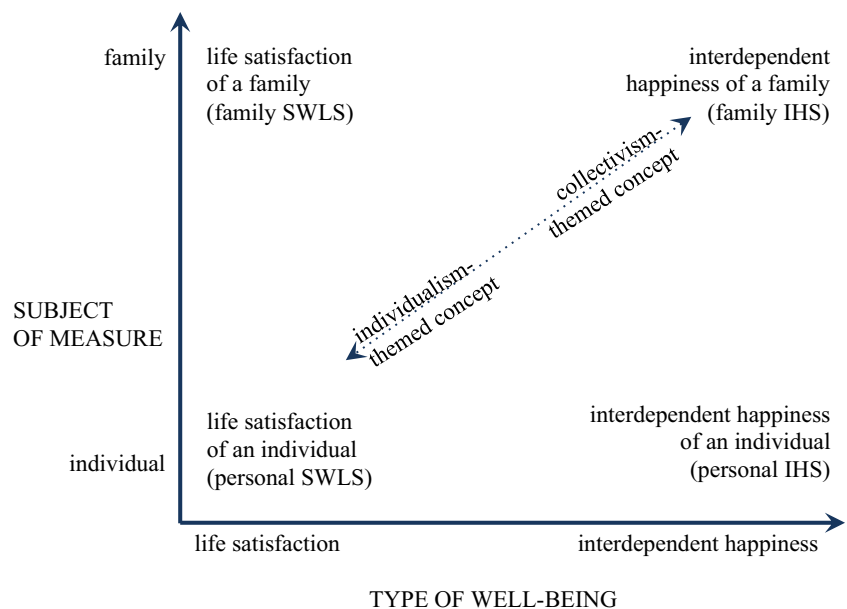 family
life satisfaction
of a family
(family SWLS)
interdependent
happiness of a family
(family IHS)
collectivism-
themed concept
individualism-
themed concept
SUBJECT
OF MEASURE
life satisfaction
of an individual
(personal SWLS)
interdependent happiness
of an individual
(personal IHS)
individual
life satisfaction
interdependent happiness
TYPE OF WELL-BEING